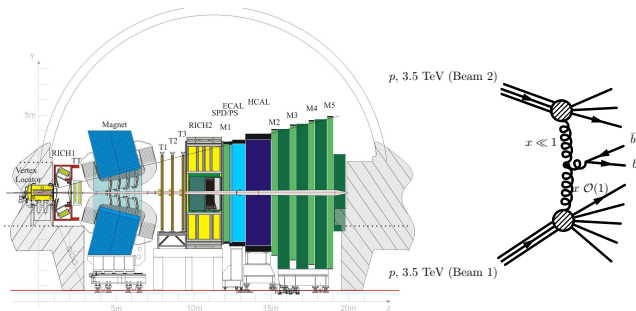 y
5m
Vertex
Locator
RICH1
TT
Magnet
T1
T2
T3
RICH2
M1
SPD/PS
ECAL
HCAL
M2
M3
M4
M5
5m
10m
15m
20m
z
p, 3.5 TeV (Beam 2)
x ≪ 1
b̄
b
x O(1)
p, 3.5 TeV (Beam 1)